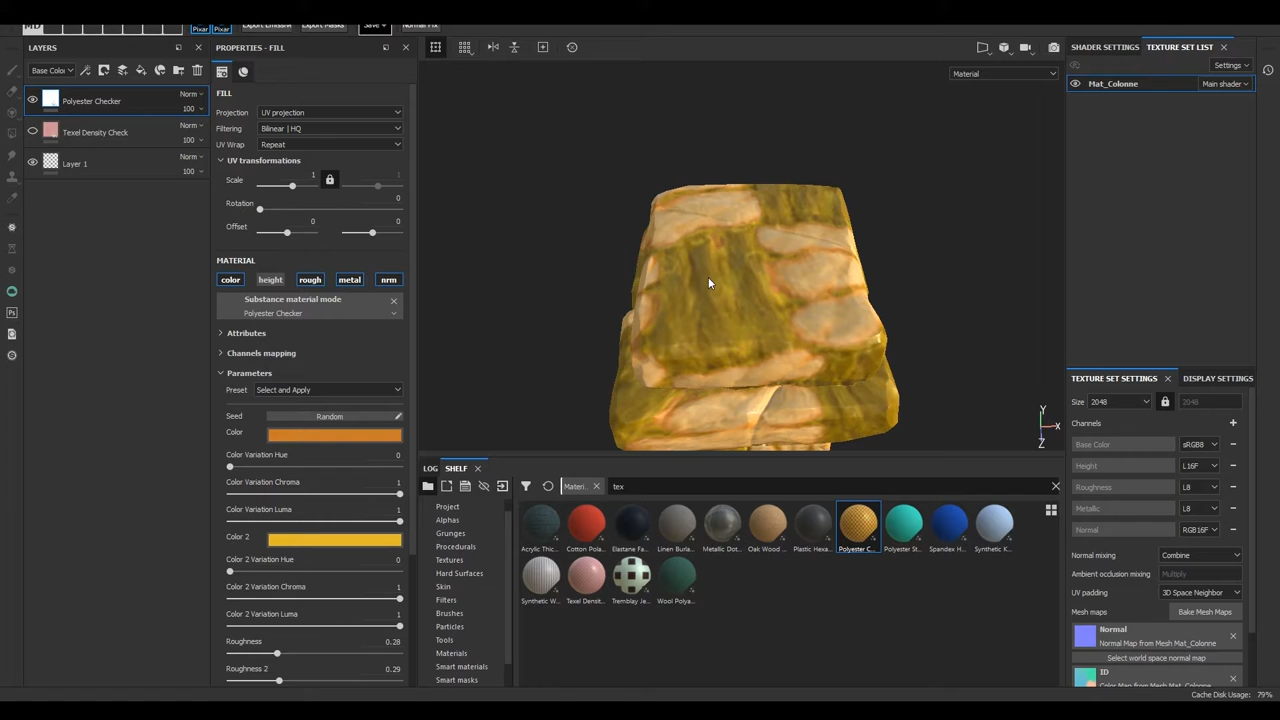 MD
Pixar
Pixar
Export Emissive
Export Masks
Save
Normal Fix
LAYERS
Base Colo
Polyester Checker
Norm
100
Texel Density Check
Norm
100
Layer 1
Norm
100
PROPERTIES - FILL
FILL
Projection
UV projection
Filtering
Bilinear | HQ
UV Wrap
Repeat
UV transformations
Scale
1
1
Rotation
0
Offset
0
0
MATERIAL
color
height
rough
metal
nrm
Substance material mode
Polyester Checker
Attributes
Channels mapping
Parameters
Preset
Select and Apply
Seed
Random
Color
Color Variation Hue
0
Color Variation Chroma
1
Color Variation Luma
1
Color 2
Color 2 Variation Hue
0
Color 2 Variation Chroma
1
Color 2 Variation Luma
1
Roughness
0.28
Roughness 2
0.29
Material
Y
X
Z
LOG
SHELF
Materi...
tex
Project
Alphas
Grunges
Procedurals
Textures
Hard Surfaces
Skin
Filters
Brushes
Particles
Tools
Materials
Smart materials
Smart masks
Acrylic Thic...
Cotton Pola...
Elastane Fa...
Linen Burla...
Metallic Dot...
Oak Wood ...
Plastic Hexa...
Polyester C...
Polyester St...
Spandex H...
Synthetic K...
Synthetic W...
Texel Densit...
Tremblay Je...
Wool Polya...
SHADER SETTINGS
TEXTURE SET LIST
Settings
Mat_Colonne
Main shader
TEXTURE SET SETTINGS
DISPLAY SETTINGS
Size
2048
2048
Channels
Base Color
sRGB8
Height
L16F
Roughness
L8
Metallic
L8
Normal
RGB16F
Normal mixing
Combine
Ambient occlusion mixing
Multiply
UV padding
3D Space Neighbor
Mesh maps
Bake Mesh Maps
Normal
Normal Map from Mesh Mat_Colonne
Select world space normal map
ID
Color Map from Mesh Mat_Colonne
Cache Disk Usage:
79%